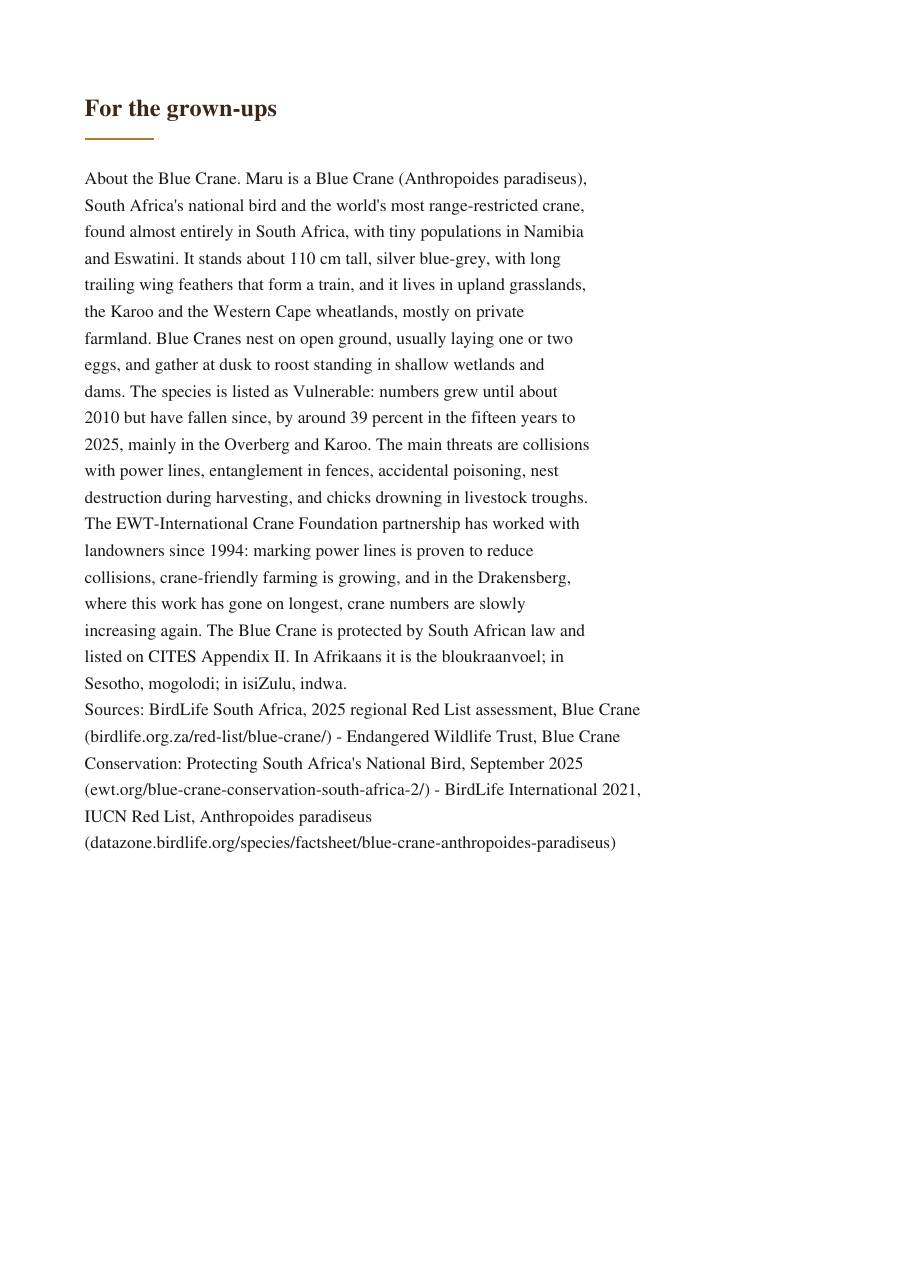 For the grown-ups
About the Blue Crane. Maru is a Blue Crane (Anthropoides paradiseus),
South Africa's national bird and the world's most range-restricted crane,
found almost entirely in South Africa, with tiny populations in Namibia
and Eswatini. It stands about 110 cm tall, silver blue-grey, with long
trailing wing feathers that form a train, and it lives in upland grasslands,
the Karoo and the Western Cape wheatlands, mostly on private
farmland. Blue Cranes nest on open ground, usually laying one or two
eggs, and gather at dusk to roost standing in shallow wetlands and
dams. The species is listed as Vulnerable: numbers grew until about
2010 but have fallen since, by around 39 percent in the fifteen years to
2025, mainly in the Overberg and Karoo. The main threats are collisions
with power lines, entanglement in fences, accidental poisoning, nest
destruction during harvesting, and chicks drowning in livestock troughs.
The EWT-International Crane Foundation partnership has worked with
landowners since 1994: marking power lines is proven to reduce
collisions, crane-friendly farming is growing, and in the Drakensberg,
where this work has gone on longest, crane numbers are slowly
increasing again. The Blue Crane is protected by South African law and
listed on CITES Appendix II. In Afrikaans it is the bloukraanvoel; in
Sesotho, mogolodi; in isiZulu, indwa.
Sources: BirdLife South Africa, 2025 regional Red List assessment, Blue Crane
(birdlife.org.za/red-list/blue-crane/) - Endangered Wildlife Trust, Blue Crane
Conservation: Protecting South Africa's National Bird, September 2025
(ewt.org/blue-crane-conservation-south-africa-2/) - BirdLife International 2021,
IUCN Red List, Anthropoides paradiseus
(datazone.birdlife.org/species/factsheet/blue-crane-anthropoides-paradiseus)